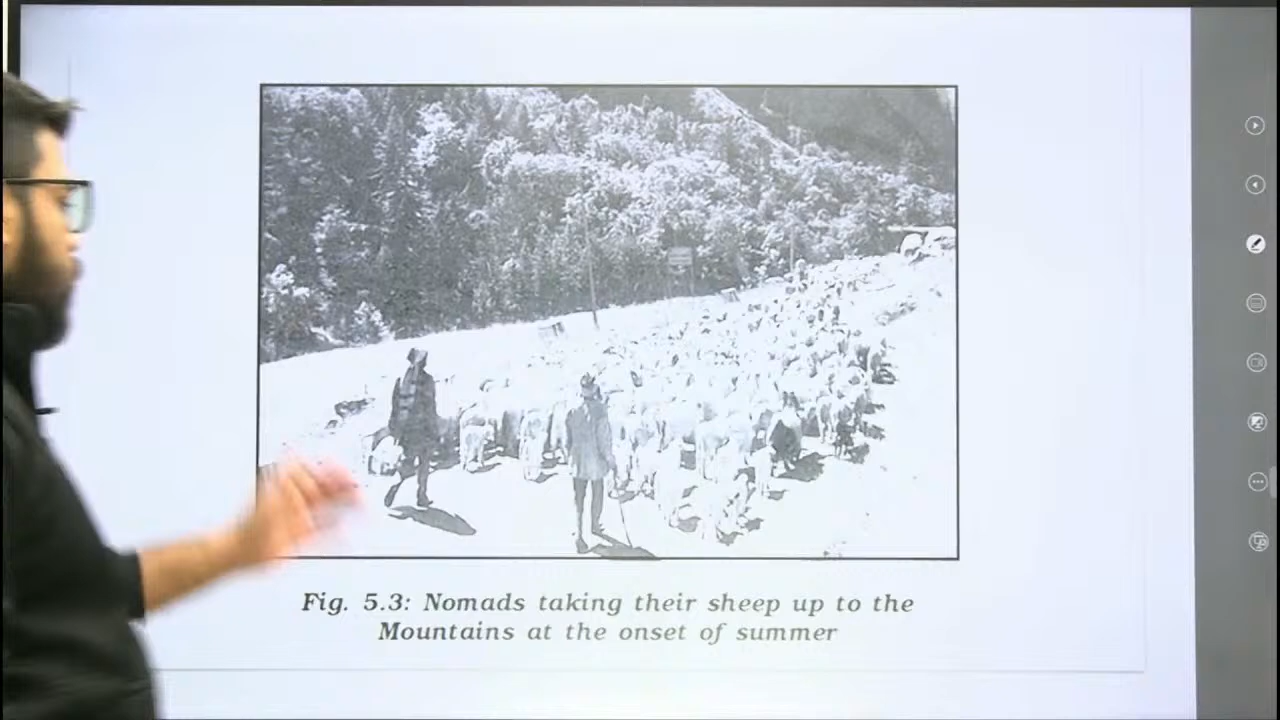 Fig. 5.3: Nomads taking their sheep up to the
Mountains at the onset of summer